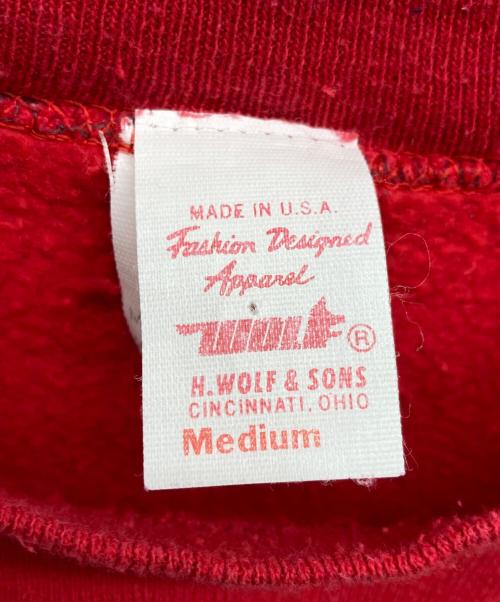 MADE IN U.S.A.
Fashion Designed
Apparel
WOLF ®
H. WOLF & SONS
CINCINNATI, OHIO
Medium